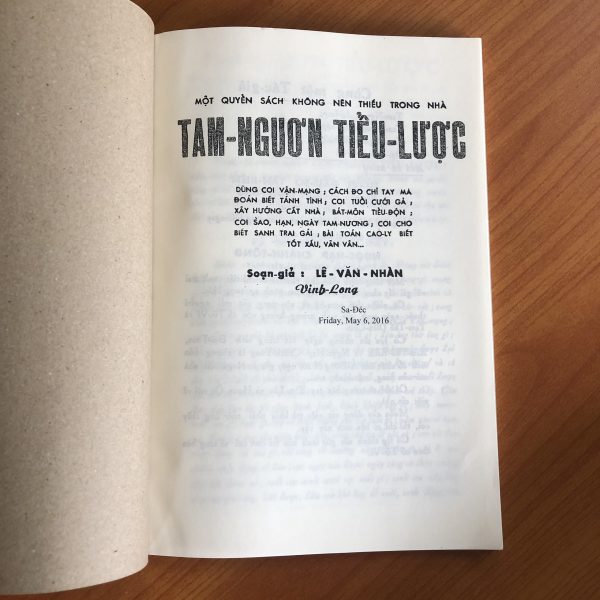 MỘT QUYỂN SÁCH KHÔNG NÊN THIẾU TRONG NHÀ
TAM-NGUƠN TIỂU-LƯỢC
DÙNG COI VẬN-MẠNG ; CÁCH ĐO CHỈ TAY MÀ
ĐOÁN BIẾT TÁNH TÌNH ; COI TUỔI CƯỚI GẢ ;
XÂY HƯỚNG CẤT NHÀ ; BÁT-MÔN TIỂU-ĐỘN ;
COI SAO, HẠN, NGÀY TAM-NƯƠNG ; COI CHO
BIẾT SANH TRAI GÁI ; BÀI TOÁN CAO-LY BIẾT
TỐT XẤU, VÂN VÂN...
Soạn-giả : LÊ - VĂN - NHÀN
Vinh-Long
Sa-Đéc
Friday, May 6, 2016